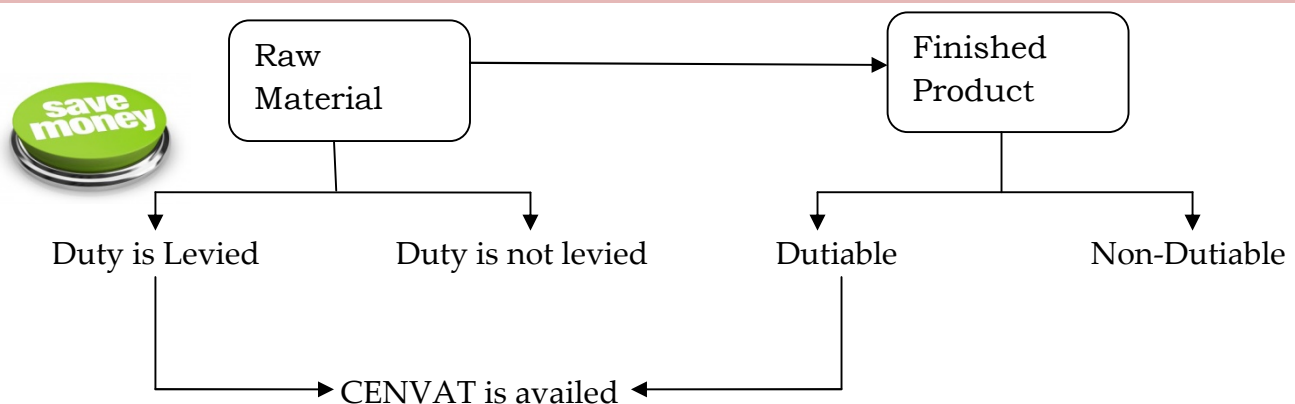 Raw
Material
Finished
Product
save
money
Duty is Levied
Duty is not levied
Dutiable
Non-Dutiable
CENVAT is availed